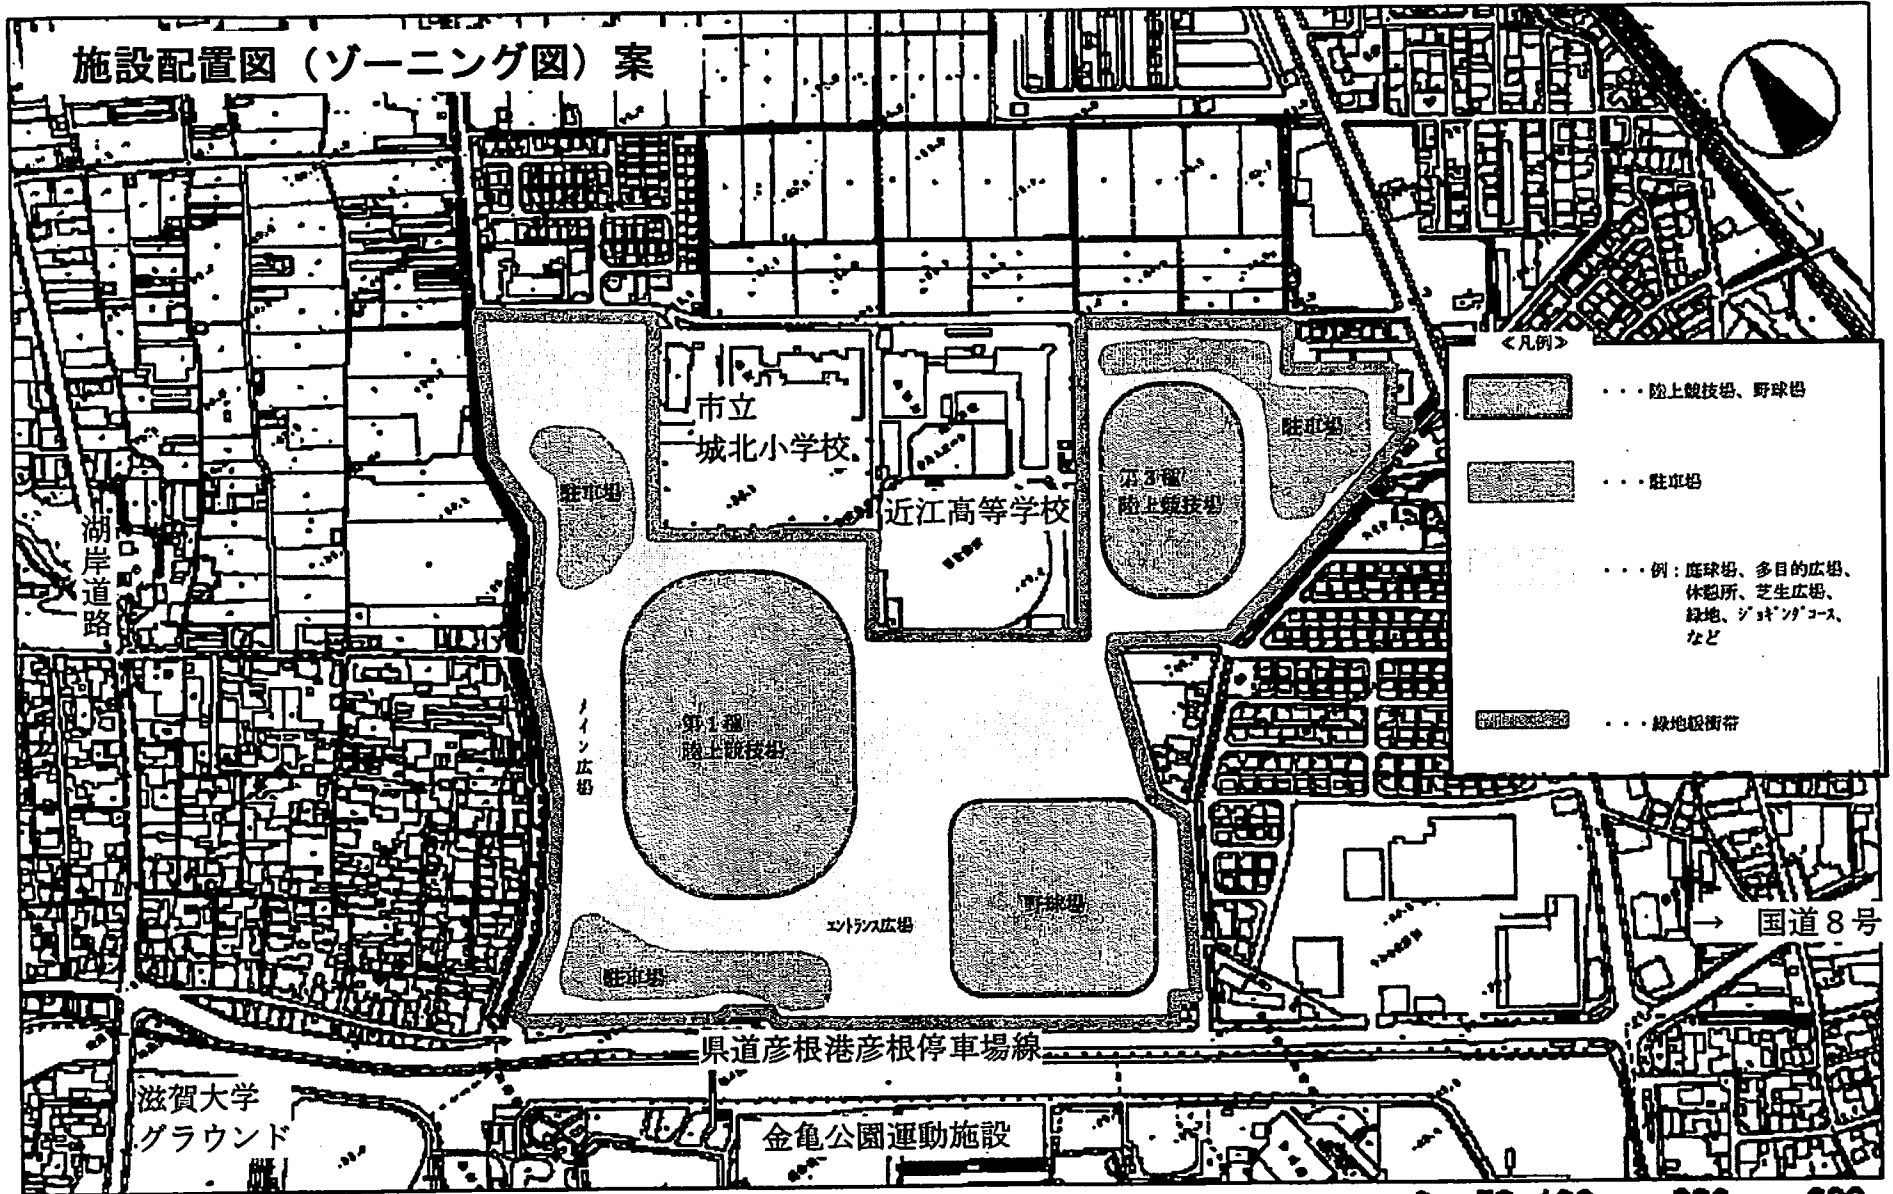 施設配置図（ゾーニング図）案
≪凡例≫
・・・陸上競技場、野球場
・・・駐車場
・・・例：庭球場、多目的広場、
休憩所、芝生広場、
緑地、ジョギングコース、
など
・・・緑地緩衝帯
市立
城北小学校
近江高等学校
駐車場
第3種
陸上競技場
駐車場
湖岸道路
第1種
陸上競技場
メイン広場
野球場
エントランス広場
駐車場
→ 国道８号
県道彦根港彦根停車場線
滋賀大学
グラウンド
金亀公園運動施設